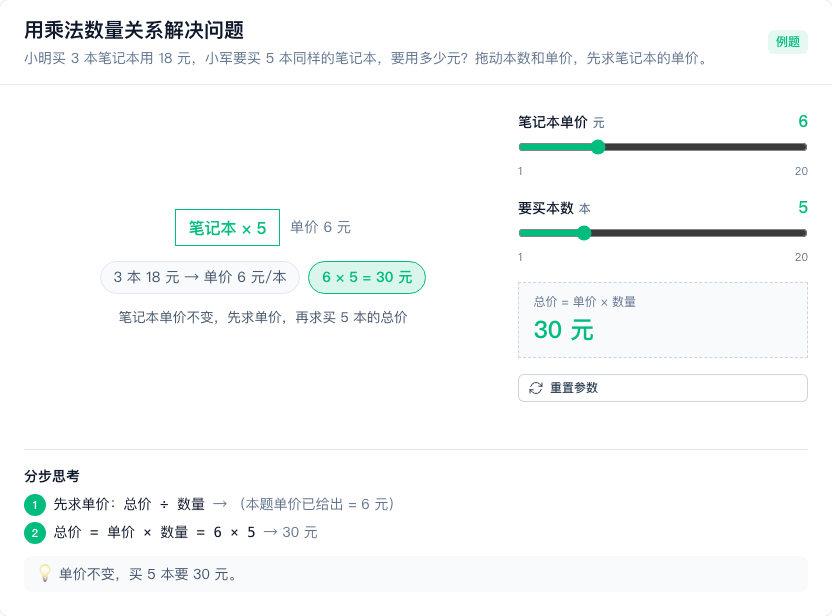 用乘法数量关系解决问题
小明买 3 本笔记本用 18 元，小军要买 5 本同样的笔记本，要用多少元？拖动本数和单价，先求笔记本的单价。
例题
笔记本 × 5
单价 6 元
3 本 18 元 → 单价 6 元/本
6 × 5 = 30 元
笔记本单价不变，先求单价，再求买 5 本的总价
笔记本单价 元
6
1
20
要买本数 本
5
1
20
总价 = 单价 × 数量
30 元
重置参数
分步思考
1 先求单价：总价 ÷ 数量 → （本题单价已给出 = 6 元）
2 总价 = 单价 × 数量 = 6 × 5 → 30 元
单价不变，买 5 本要 30 元。